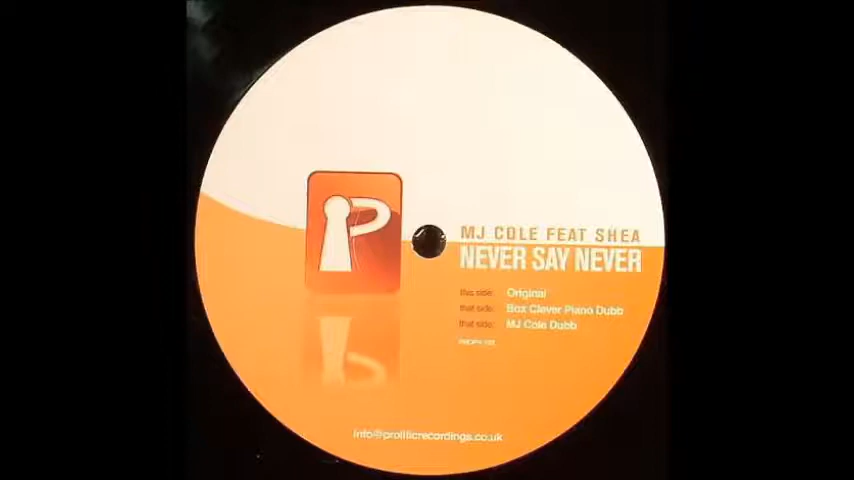 P
MJ COLE FEAT SHEA
NEVER SAY NEVER
this side: Original
that side: Box Clever Piano Dubb
that side: MJ Cole Dubb
info@prolificrecordings.co.uk